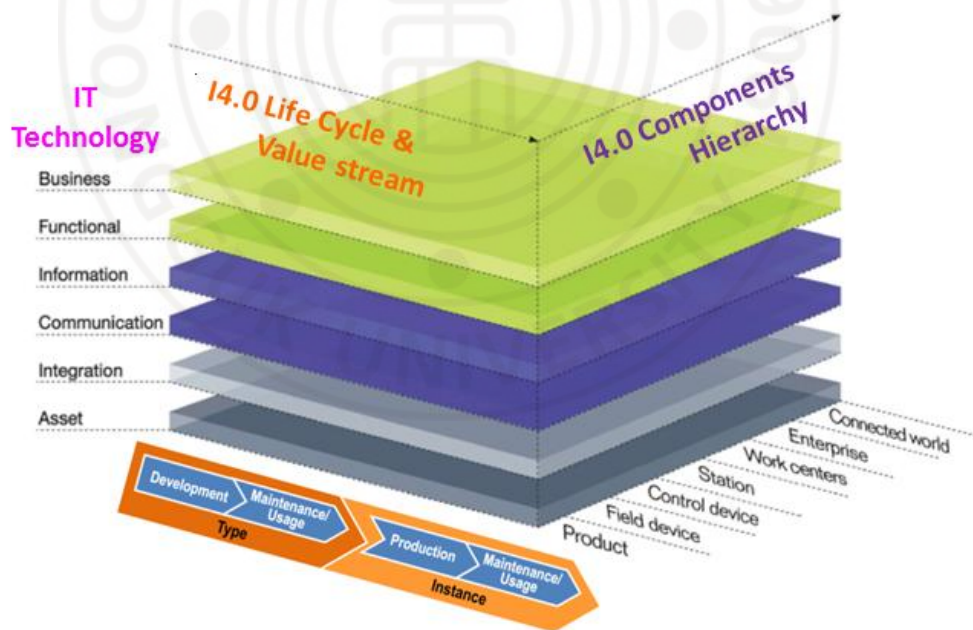 IT
Technology
I4.0 Life Cycle &
Value stream
I4.0 Components
Hierarchy
Business
Functional
Information
Communication
Integration
Asset
Connected world
Enterprise
Work centers
Station
Control device
Field device
Product
Development
Maintenance/
Usage
Type
Production
Maintenance/
Usage
Instance